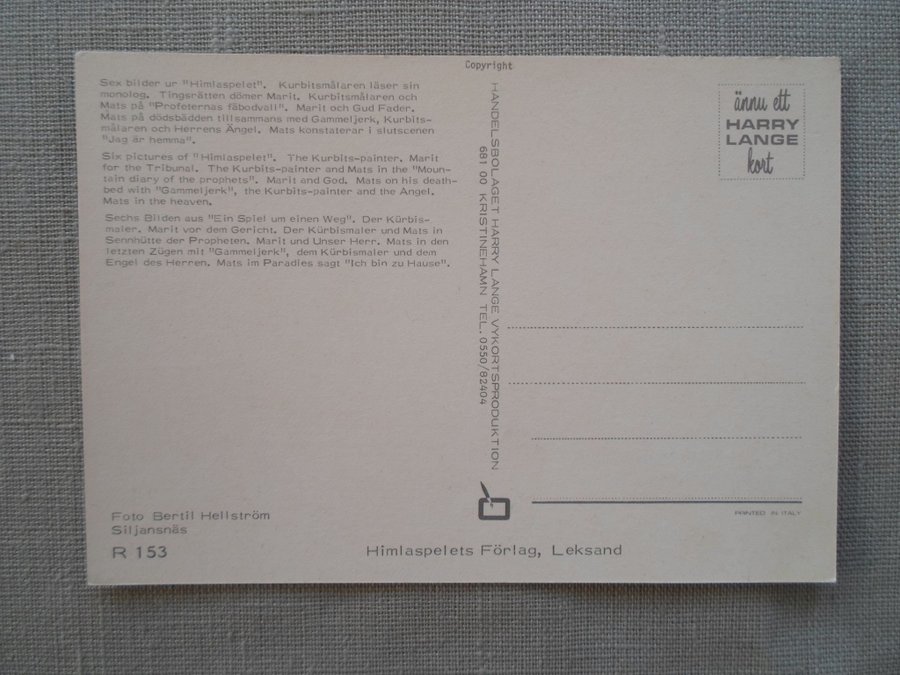 Copyright
Sex bilder ur "Himlaspelet". Kurbitsmålaren läser sin
monolog. Tingsrätten dömer Marit. Kurbitsmålaren och
Mats på "Profeternas fäbodvall". Marit och Gud Fader.
Mats på dödsbädden tillsammans med Gammeljerk, Kurbits-
målaren och Herrens Ängel. Mats konstaterar i slutscenen
"Jag är hemma".
Six pictures of "Himlaspelet". The Kurbits-painter. Marit
for the Tribunal. The Kurbits-painter and Mats in the "Moun-
tain diary of the prophets". Marit and God. Mats on his death-
bed with "Gammeljerk", the Kurbits-painter and the Angel.
Mats in the heaven.
Sechs Bilden aus "Ein Spiel um einen Weg". Der Kürbis-
maler. Marit vor dem Gericht. Der Kürbismaler und Mats in
Sennhütte der Propheten. Marit und Unser Herr. Mats in den
letzten Zügen mit "Gammeljerk", dem Kürbismaler und dem
Engel des Herren. Mats im Paradies sagt "Ich bin zu Hause".
Foto Bertil Hellström
Siljansnäs
R 153
HANDELSBOLAGET HARRY LANGE VYKORTSPRODUKTION
681 00 KRISTINEHAMN TEL. 0550/82404
Himlaspelets Förlag, Leksand
ännu ett
HARRY
LANGE
kort
PRINTED IN ITALY